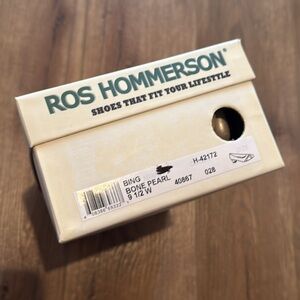 ROS HOMMERSON®
SHOES THAT FIT YOUR LIFESTYLE
BING H-42172
BONE PEARL 40867 028
9 1/2 W